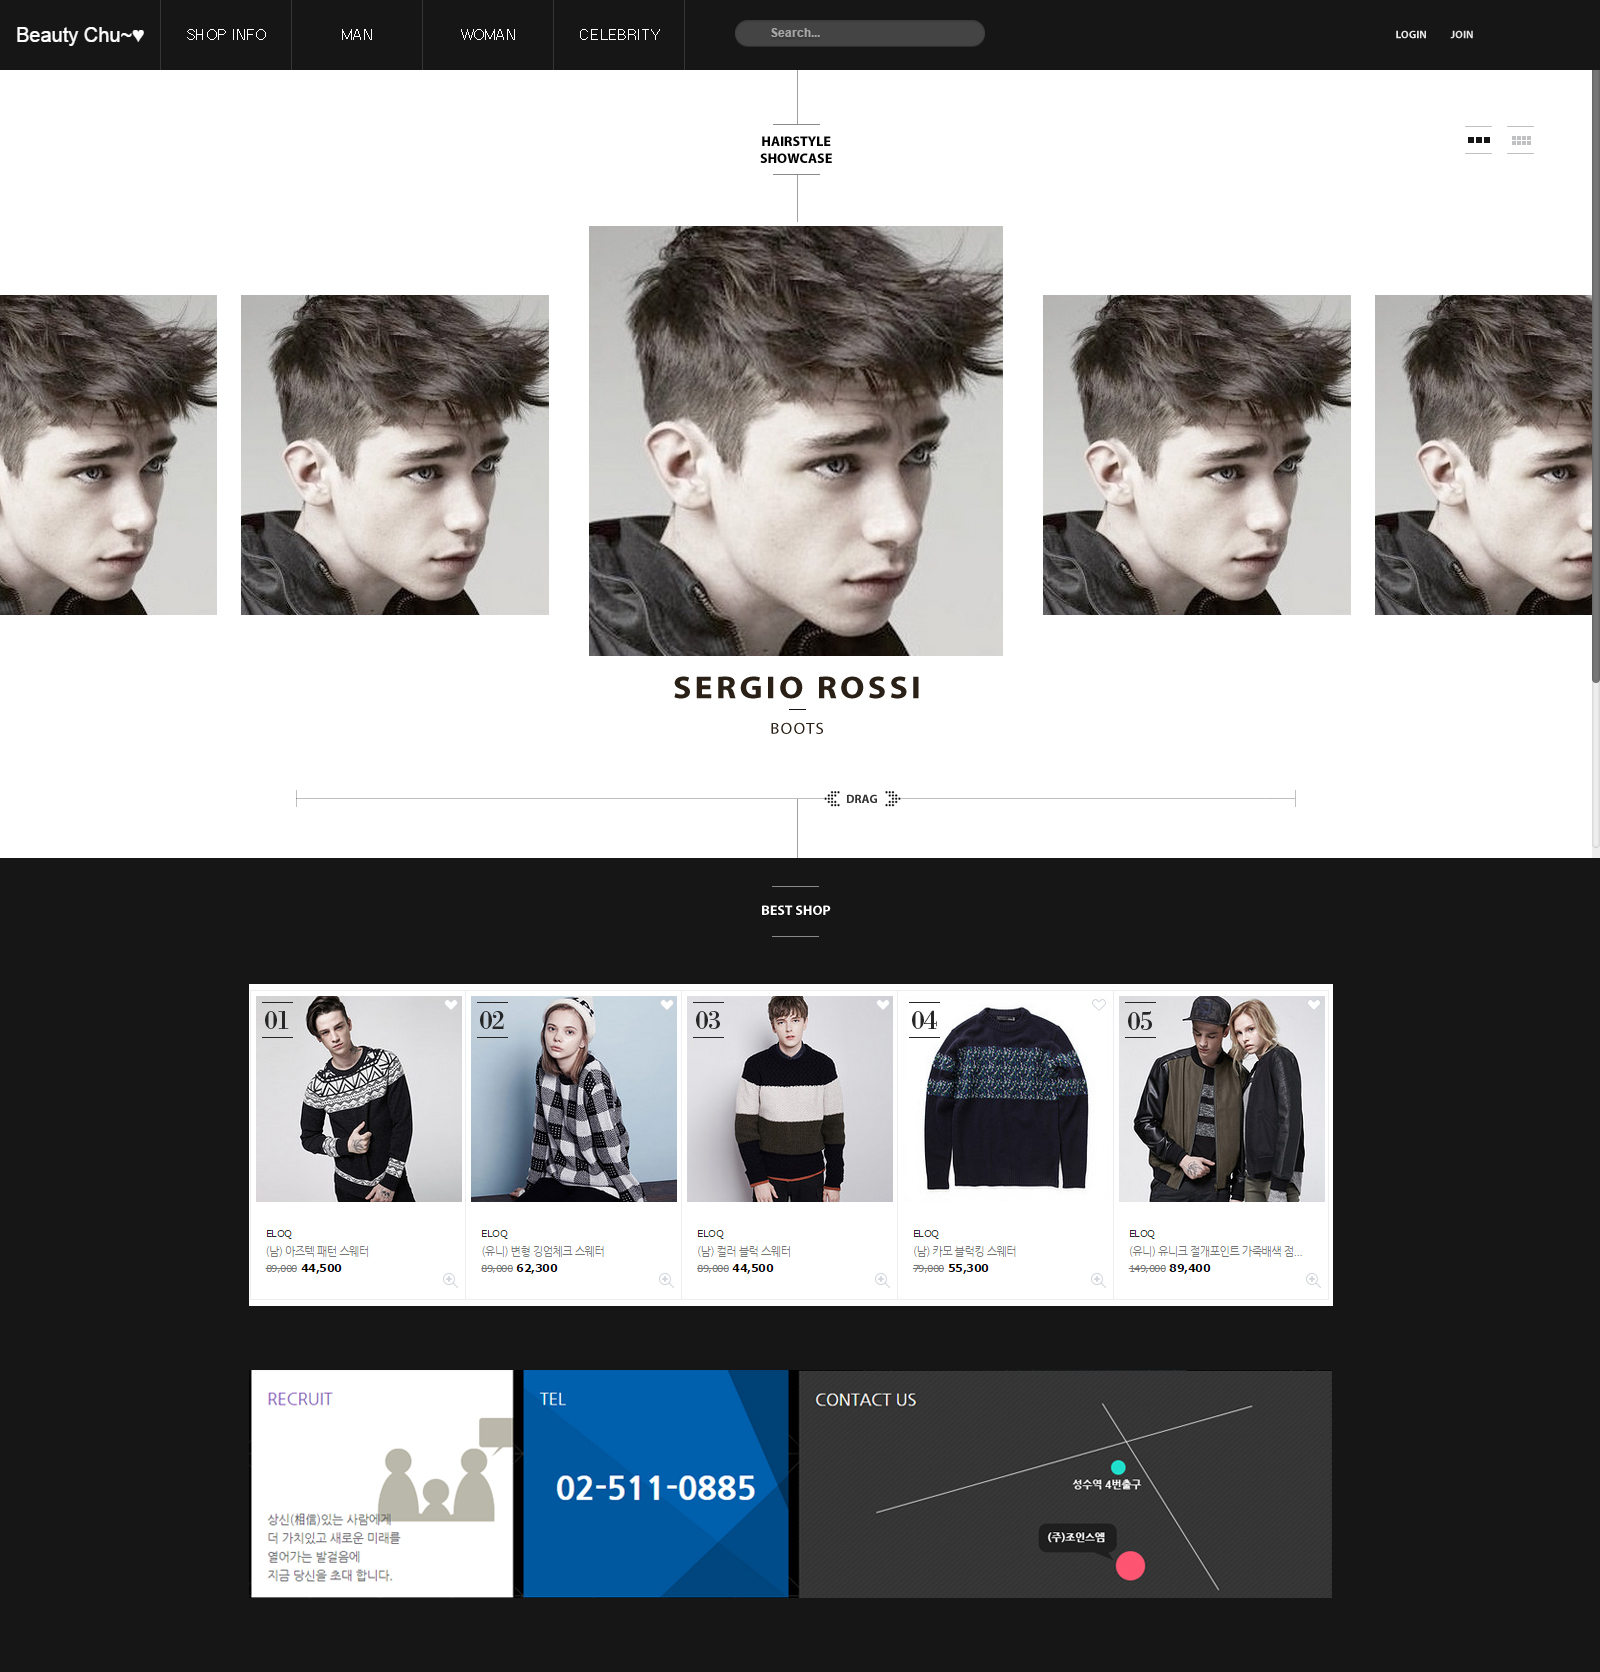 Beauty Chu~♥
SHOP INFO
MAN
WOMAN
CELEBRITY
Search...
LOGIN
JOIN
HAIRSTYLE
SHOWCASE
SERGIO ROSSI
BOOTS
DRAG
BEST SHOP
01
02
03
04
05
ELOQ
(남) 아즈텍 패턴 스웨터
89,000 44,500
ELOQ
(유니) 변형 깅엄체크 스웨터
89,000 62,300
ELOQ
(남) 컬러 블럭 스웨터
89,000 44,500
ELOQ
(남) 카모 블럭킹 스웨터
79,000 55,300
ELOQ
(유니) 유니크 절개포인트 가죽배색 점...
149,000 89,400
RECRUIT
상신(相信)있는 사람에게
더 가치있고 새로운 미래를
열어가는 발걸음에
지금 당신을 초대 합니다.
TEL
02-511-0885
CONTACT US
성수역 4번출구
(주)조인스엠